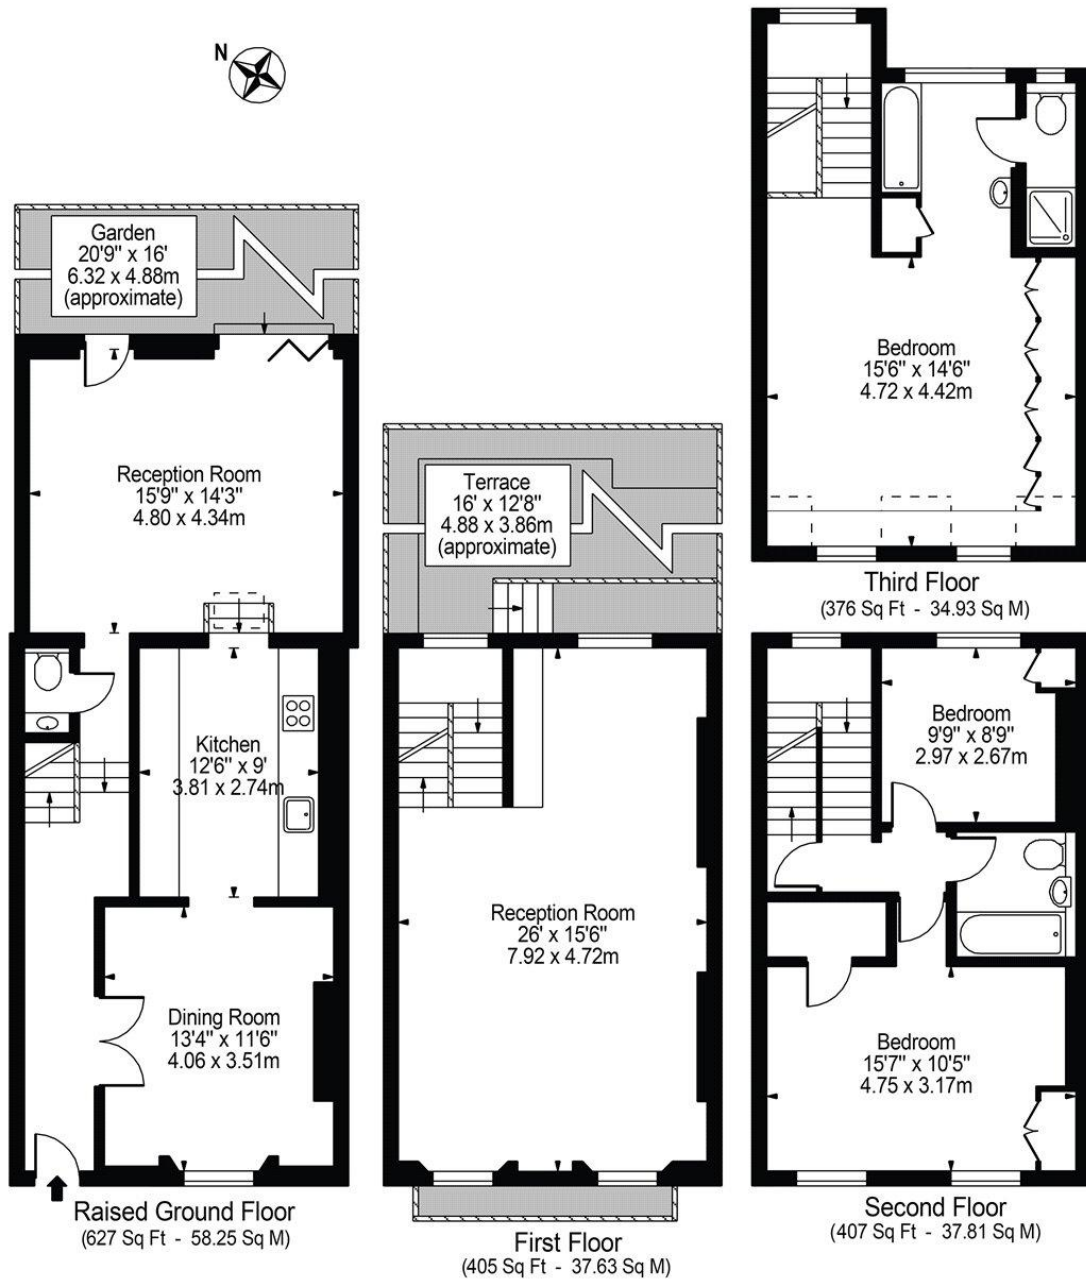 N
Garden
20'9" x 16'
6.32 x 4.88m
(approximate)
Reception Room
15'9" x 14'3"
4.80 x 4.34m
Kitchen
12'6" x 9'
3.81 x 2.74m
Dining Room
13'4" x 11'6"
4.06 x 3.51m
Raised Ground Floor
(627 Sq Ft - 58.25 Sq M)
Terrace
16' x 12'8"
4.88 x 3.86m
(approximate)
Reception Room
26' x 15'6"
7.92 x 4.72m
First Floor
(405 Sq Ft - 37.63 Sq M)
Bedroom
15'6" x 14'6"
4.72 x 4.42m
Third Floor
(376 Sq Ft - 34.93 Sq M)
Bedroom
9'9" x 8'9"
2.97 x 2.67m
Bedroom
15'7" x 10'5"
4.75 x 3.17m
Second Floor
(407 Sq Ft - 37.81 Sq M)